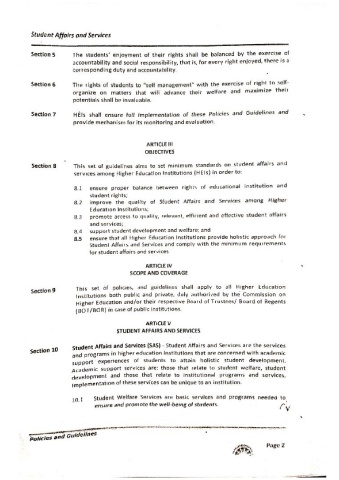 Student Affairs and Services
Section 5 The students' enjoyment of their rights shall be balanced by the exercise of
accountability and social responsibility, that is, for every right enjoyed, there is a
corresponding duty and accountability.
Section 6 The rights of students to "self management" with the exercise of right to self-
organize on matters that will advance their welfare and maximize their
potentials shall be invaluable.
Section 7 HEIs shall ensure full implementation of these Policies and Guidelines and
provide mechanism for its monitoring and evaluation.
ARTICLE III
OBJECTIVES
Section 8 This set of guidelines aims to set minimum standards on student affairs and
services among Higher Education Institutions (HEIs) in order to:
8.1 ensure proper balance between rights of educational institution and
student rights;
8.2 improve the quality of Student Affairs and Services among Higher
Education Institutions;
8.3 promote access to quality, relevant, efficient and effective student affairs
and services;
8.4 support student development and welfare; and
8.5 ensure that all Higher Education Institutions provide holistic approach for
Student Affairs and Services and comply with the minimum requirements
for student affairs and services
ARTICLE IV
SCOPE AND COVERAGE
Section 9 This set of policies, and guidelines shall apply to all Higher Education
Institutions both public and private, duly authorized by the Commission on
Higher Education and/or their respective Board of Trustees/ Board of Regents
(BOT/BOR) in case of public institutions.
ARTICLE V
STUDENT AFFAIRS AND SERVICES
Section 10 Student Affairs and Services (SAS) - Student Affairs and Services are the services
and programs in higher education institutions that are concerned with academic
support experiences of students to attain holistic student development.
Academic support services are: those that relate to student welfare, student
development and those that relate to institutional programs and services.
Implementation of these services can be unique to an institution.
10.1 Student Welfare Services are basic services and programs needed to
ensure and promote the well-being of students.
Policies and Guidelines
Page 2